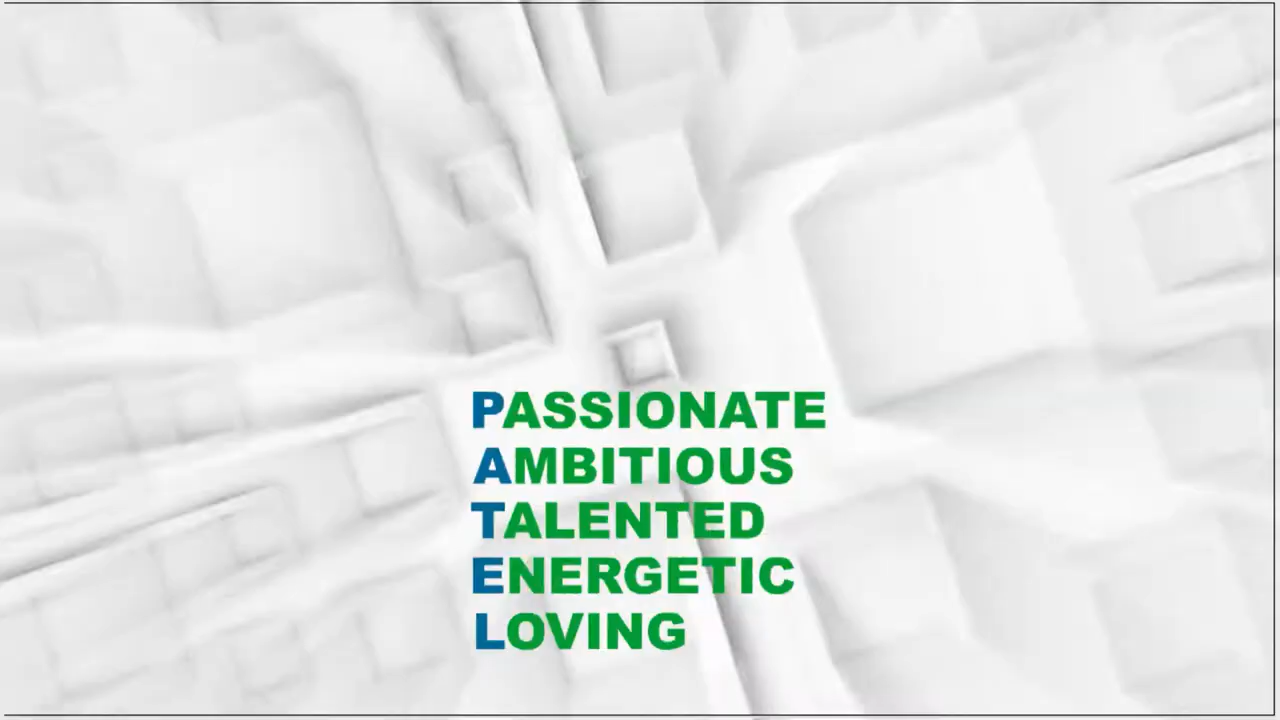 PASSIONATE
AMBITIOUS
TALENTED
ENERGETIC
LOVING